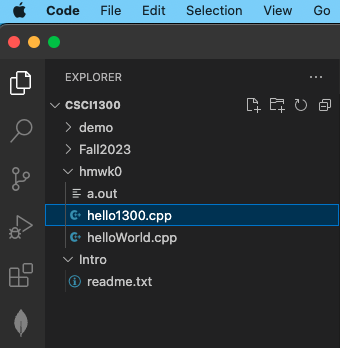 Code File Edit Selection View Go
EXPLORER
CSCI1300
demo
Fall2023
hmwk0
a.out
hello1300.cpp
helloWorld.cpp
Intro
readme.txt